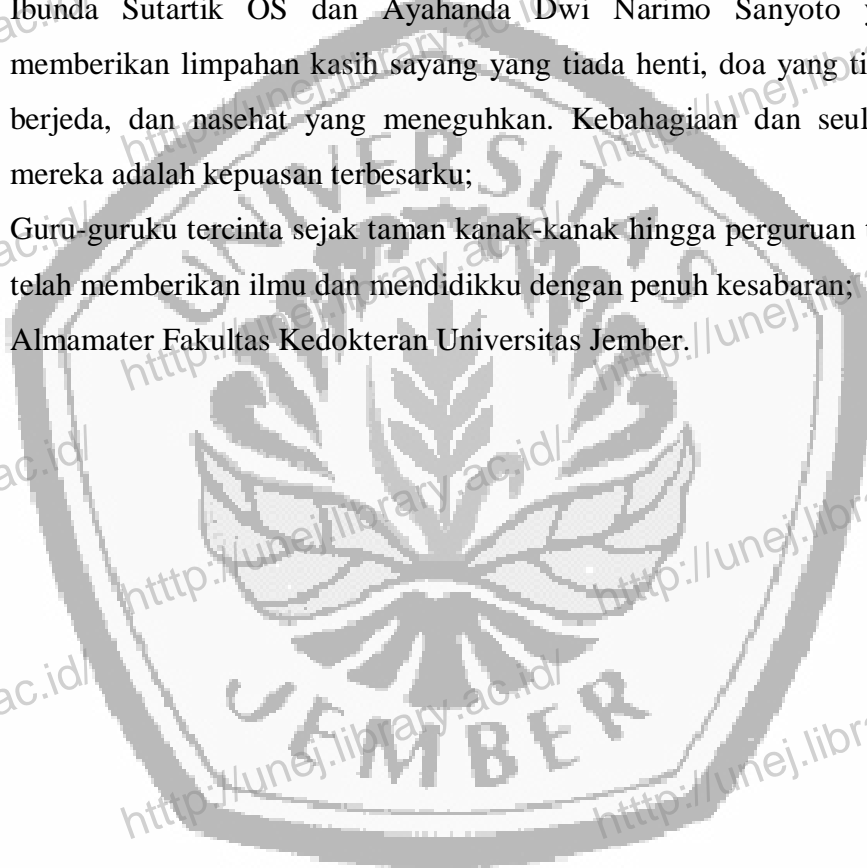 Ibunda Sutartik OS dan Ayahanda Dwi Narimo Sanyoto
memberikan limpahan kasih sayang yang tiada henti, doa yang
berjeda, dan nasehat yang meneguhkan. Kebahagiaan dan
mereka adalah kepuasan terbesarku;
Guru-guruku tercinta sejak taman kanak-kanak hingga perguruan
telah memberikan ilmu dan mendidikku dengan penuh kesabaran;
Almamater Fakultas Kedokteran Universitas Jember.
UNIVERSITAS
JEMBER